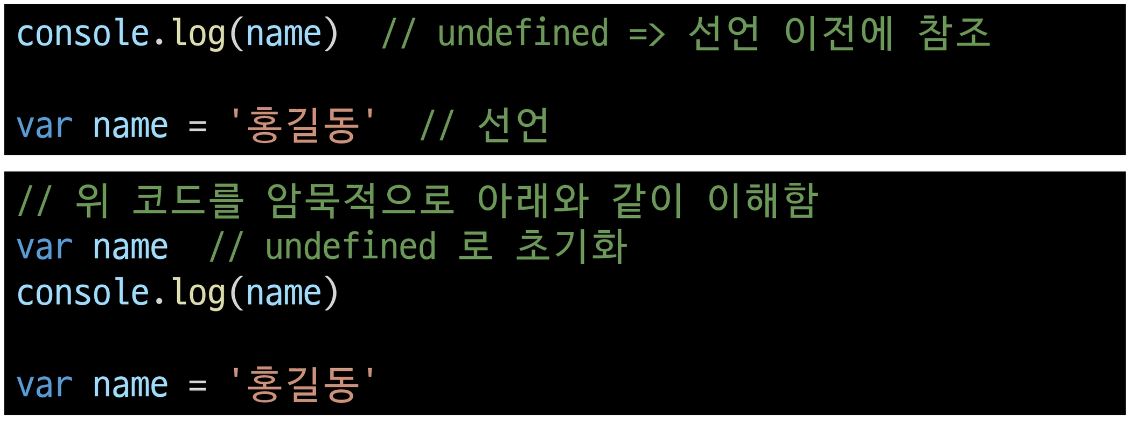 console.log(name)  // undefined => 선언 이전에 참조
var name = '홍길동'  // 선언
// 위 코드를 암묵적으로 아래와 같이 이해함
var name  // undefined 로 초기화
console.log(name)
var name = '홍길동'